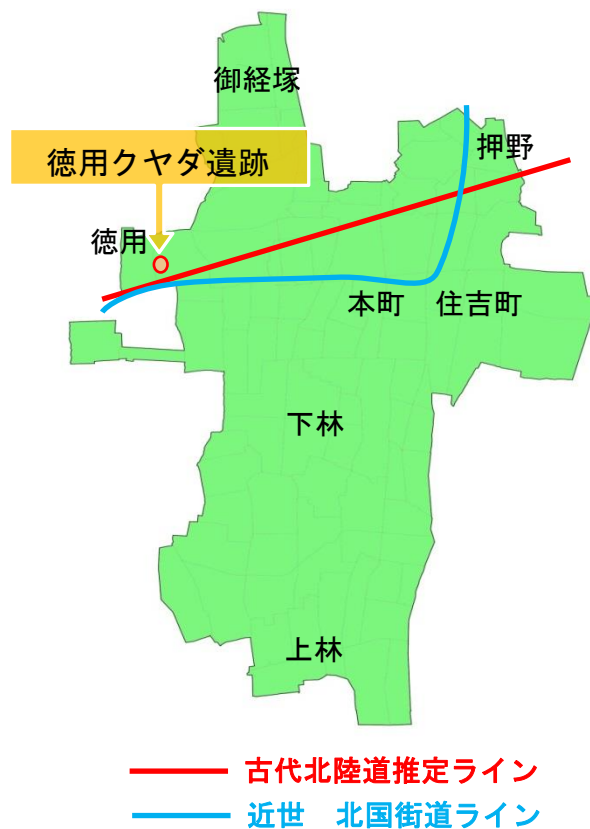 御経塚
押野
徳用クヤダ遺跡
徳用
本町
住吉町
下林
上林
古代北陸道推定ライン
近世　北国街道ライン